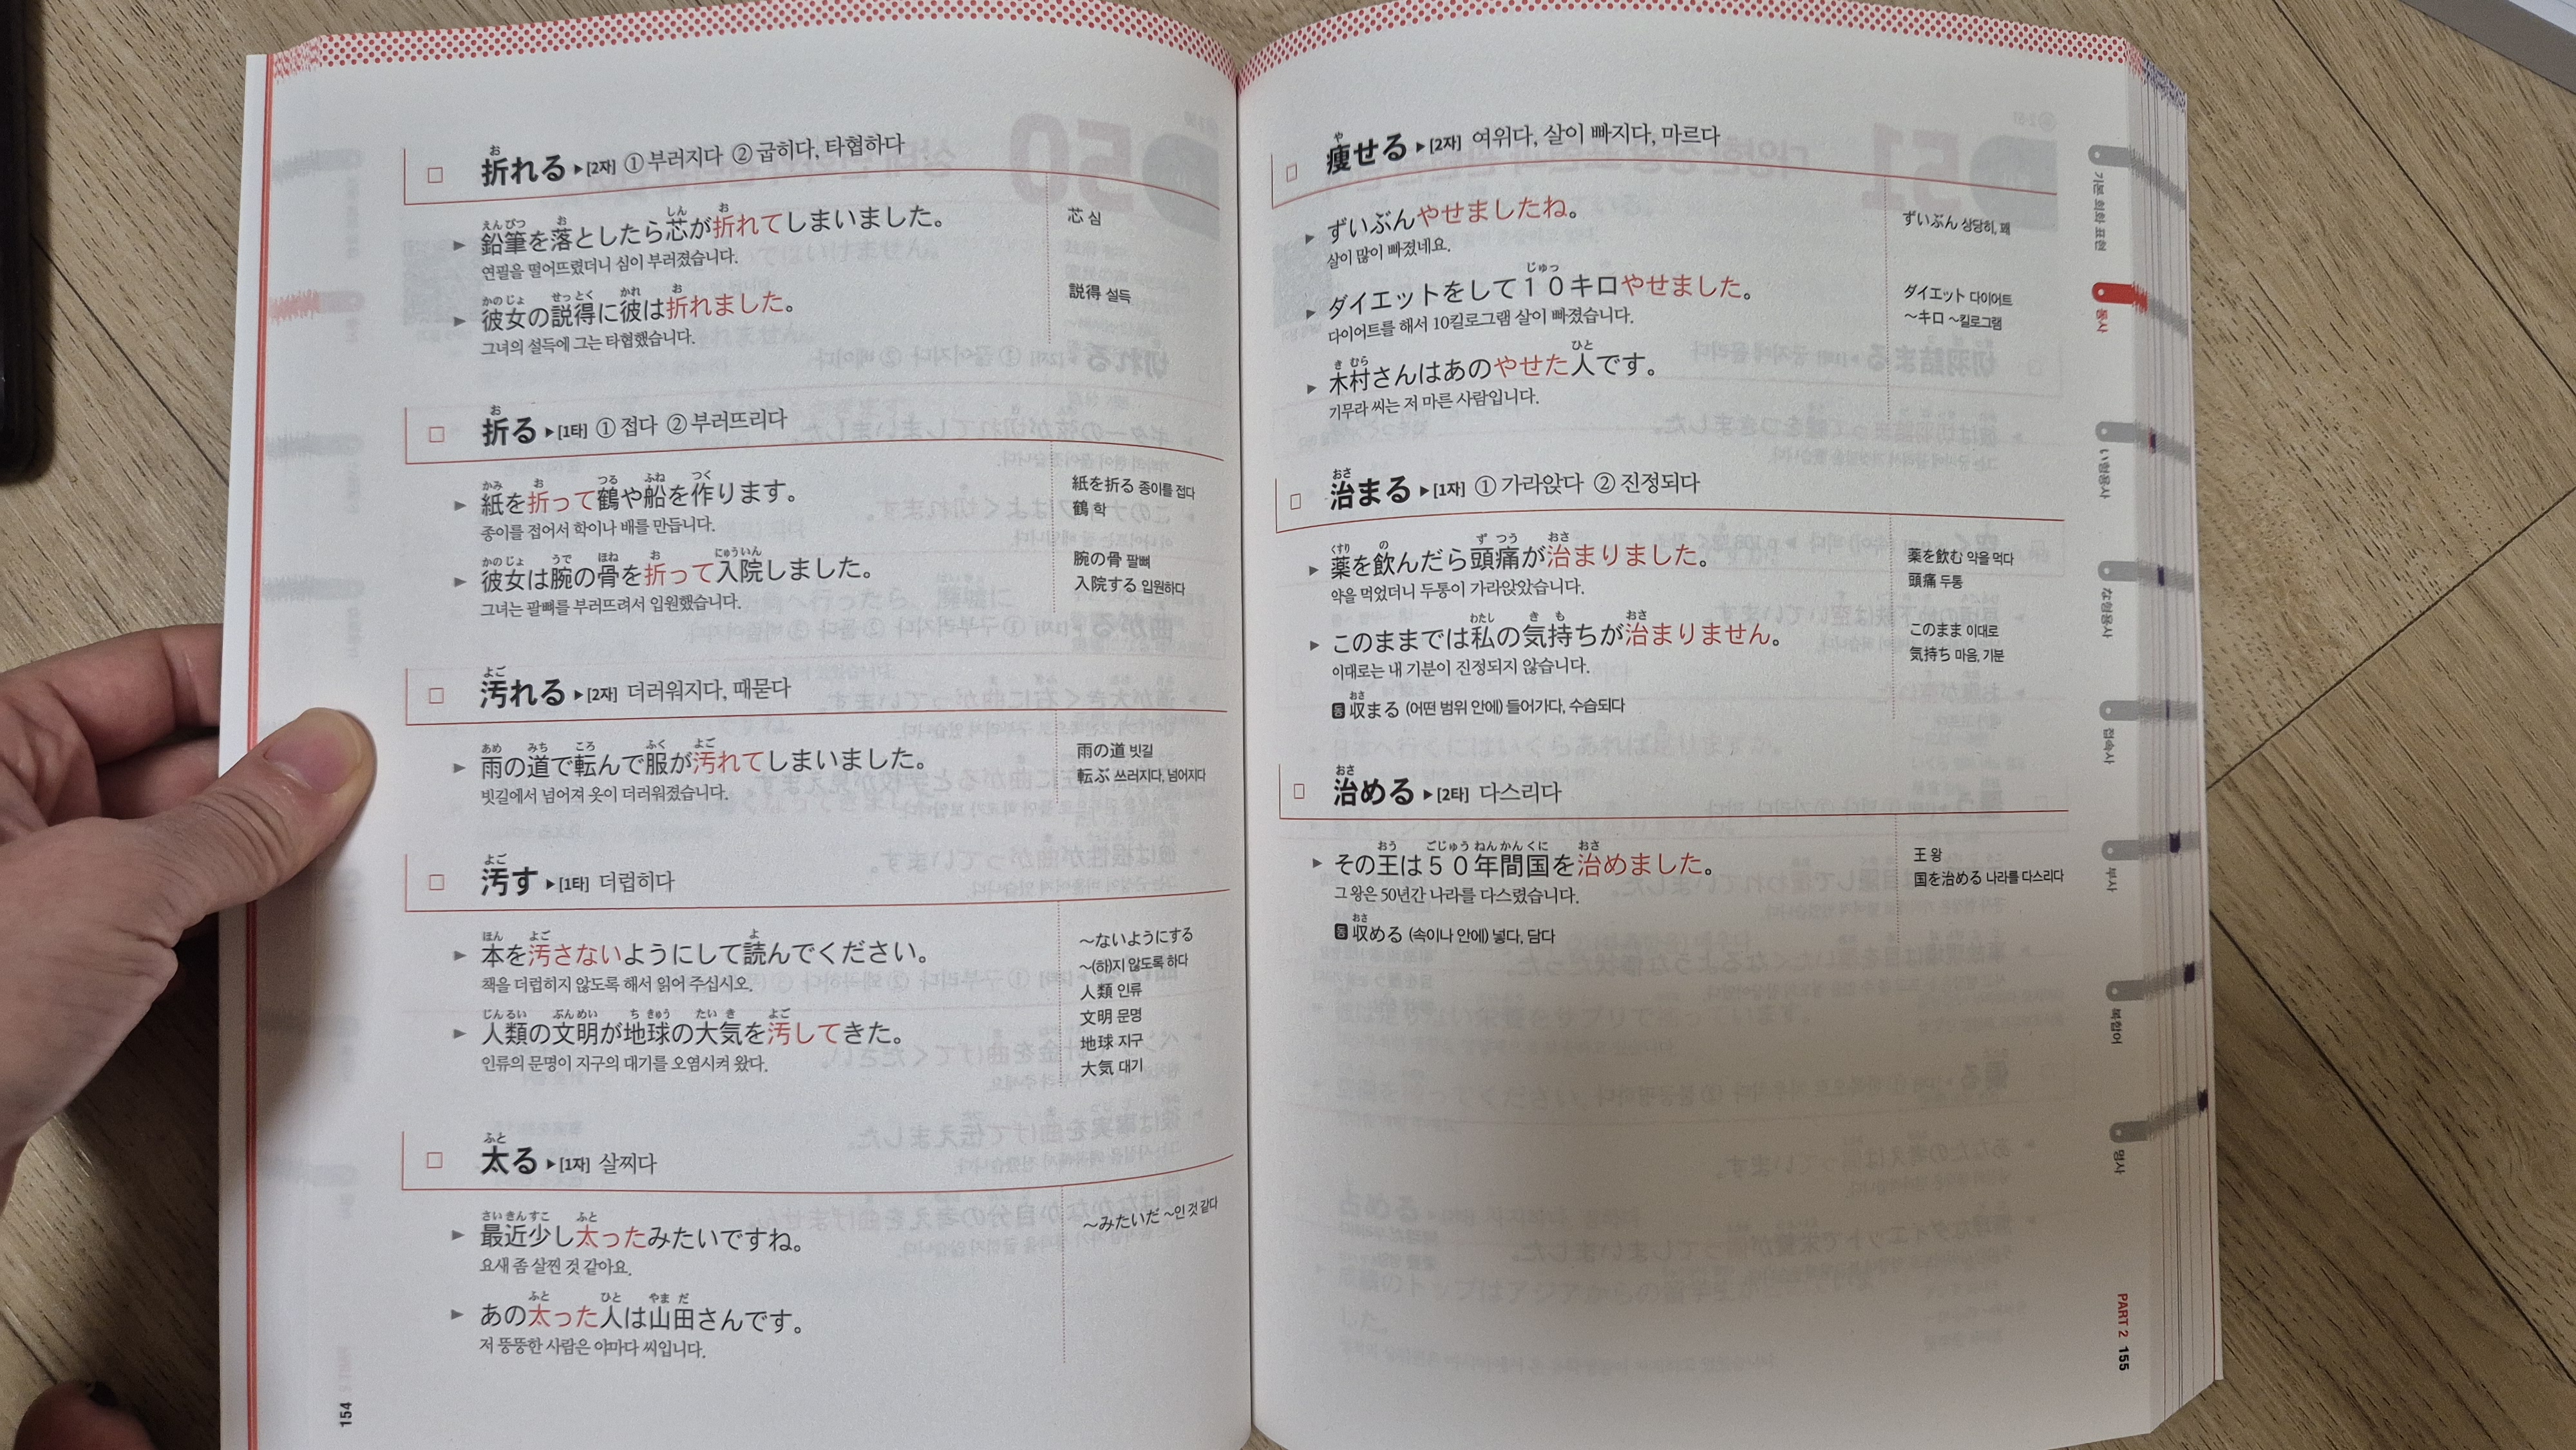 折れる ▶[2자] ①부러지다 ②굽히다, 타협하다
▶ 鉛筆を落としたら芯が折れてしまいました。
연필을 떨어뜨렸더니 심이 부러졌습니다.
芯 심
▶ 彼女の説得に彼は折れました。
그녀의 설득에 그는 타협했습니다.
説得 설득
折る ▶[1타] ①접다 ②부러뜨리다
▶ 紙を折って鶴や船を作ります。
종이를 접어서 학이나 배를 만듭니다.
紙を折る 종이를 접다
鶴 학
▶ 彼女は腕の骨を折って入院しました。
그녀는 팔뼈를 부러뜨려서 입원했습니다.
腕の骨 팔뼈
入院する 입원하다
汚れる ▶[2자] 더러워지다, 때묻다
▶ 雨の道で転んで服が汚れてしまいました。
빗길에서 넘어져 옷이 더러워졌습니다.
雨の道 빗길
転ぶ 쓰러지다, 넘어지다
汚す ▶[1타] 더럽히다
▶ 本を汚さないようにして読んでください。
책을 더럽히지 않도록 해서 읽어 주십시오.
～ないようにする
～(하)지 않도록 하다
▶ 人類の文明が地球の大気を汚してきた。
인류의 문명이 지구의 대기를 오염시켜 왔다.
人類 인류
文明 문명
地球 지구
大気 대기
太る ▶[1자] 살찌다
▶ 最近少し太ったみたいですね。
요새 좀 살찐 것 같아요.
～みたいだ ~인 것 같다
▶ あの太った人は山田さんです。
저 뚱뚱한 사람은 야마다 씨입니다.
154
痩せる ▶[2자] 여위다, 살이 빠지다, 마르다
▶ ずいぶんやせましたね。
살이 많이 빠졌네요.
ずいぶん 상당히, 꽤
▶ ダイエットをして１０キロやせました。
다이어트를 해서 10킬로그램 살이 빠졌습니다.
ダイエット 다이어트
～キロ ~킬로그램
▶ 木村さんはあのやせた人です。
기무라 씨는 저 마른 사람입니다.
治まる ▶[1자] ①가라앉다 ②진정되다
▶ 薬を飲んだら頭痛が治まりました。
약을 먹었더니 두통이 가라앉았습니다.
薬を飲む 약을 먹다
頭痛 두통
▶ このままでは私の気持ちが治まりません。
이대로는 내 기분이 진정되지 않습니다.
このまま 이대로
気持ち 마음, 기분
동 収まる (어떤 범위 안에) 들어가다, 수습되다
治める ▶[2타] 다스리다
▶ その王は５０年間国を治めました。
그 왕은 50년간 나라를 다스렸습니다.
王 왕
国を治める 나라를 다스리다
동 収める (속이나 안에) 넣다, 담다
기본 회화 표현
동사
い형용사
な형용사
접속사
부사
복합어
명사
PART 2 155